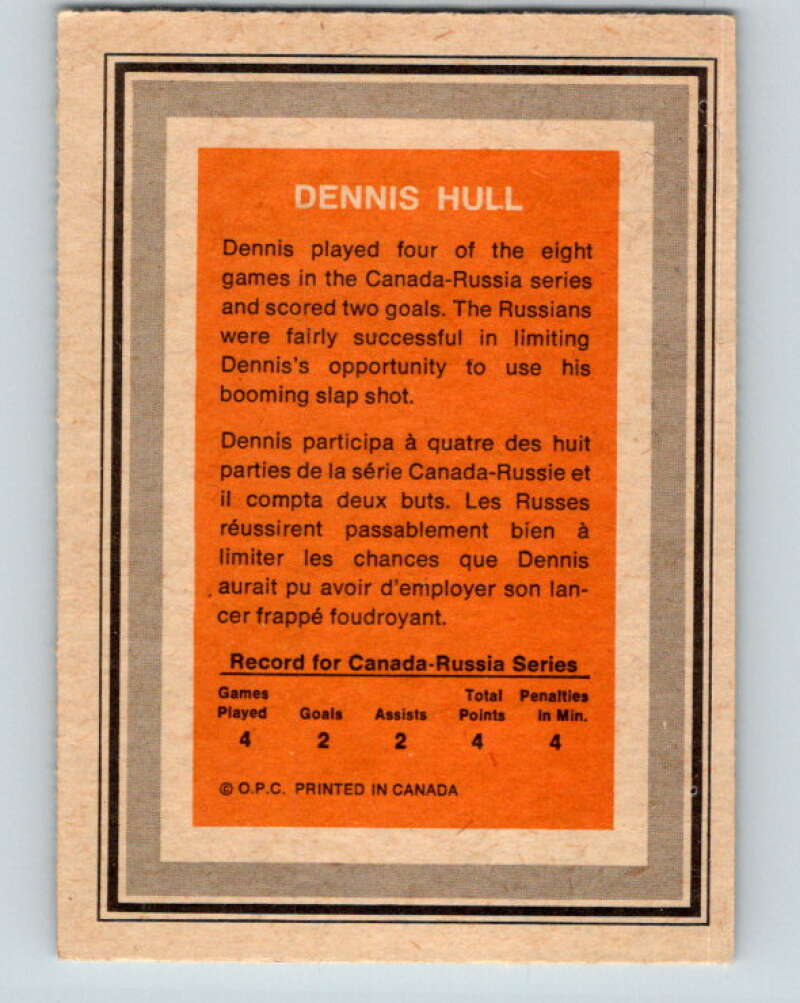 DENNIS HULL
Dennis played four of the eight
games in the Canada-Russia series
and scored two goals. The Russians
were fairly successful in limiting
Dennis's opportunity to use his
booming slap shot.
Dennis participa à quatre des huit
parties de la série Canada-Russie et
il compta deux buts. Les Russes
réussirent passablement bien à
limiter les chances que Dennis
aurait pu avoir d'employer son lan-
cer frappé foudroyant.
Record for Canada-Russia Series
Games Played Goals Assists Total Points Penalties in Min.
4 2 2 4 4
© O.P.C. PRINTED IN CANADA